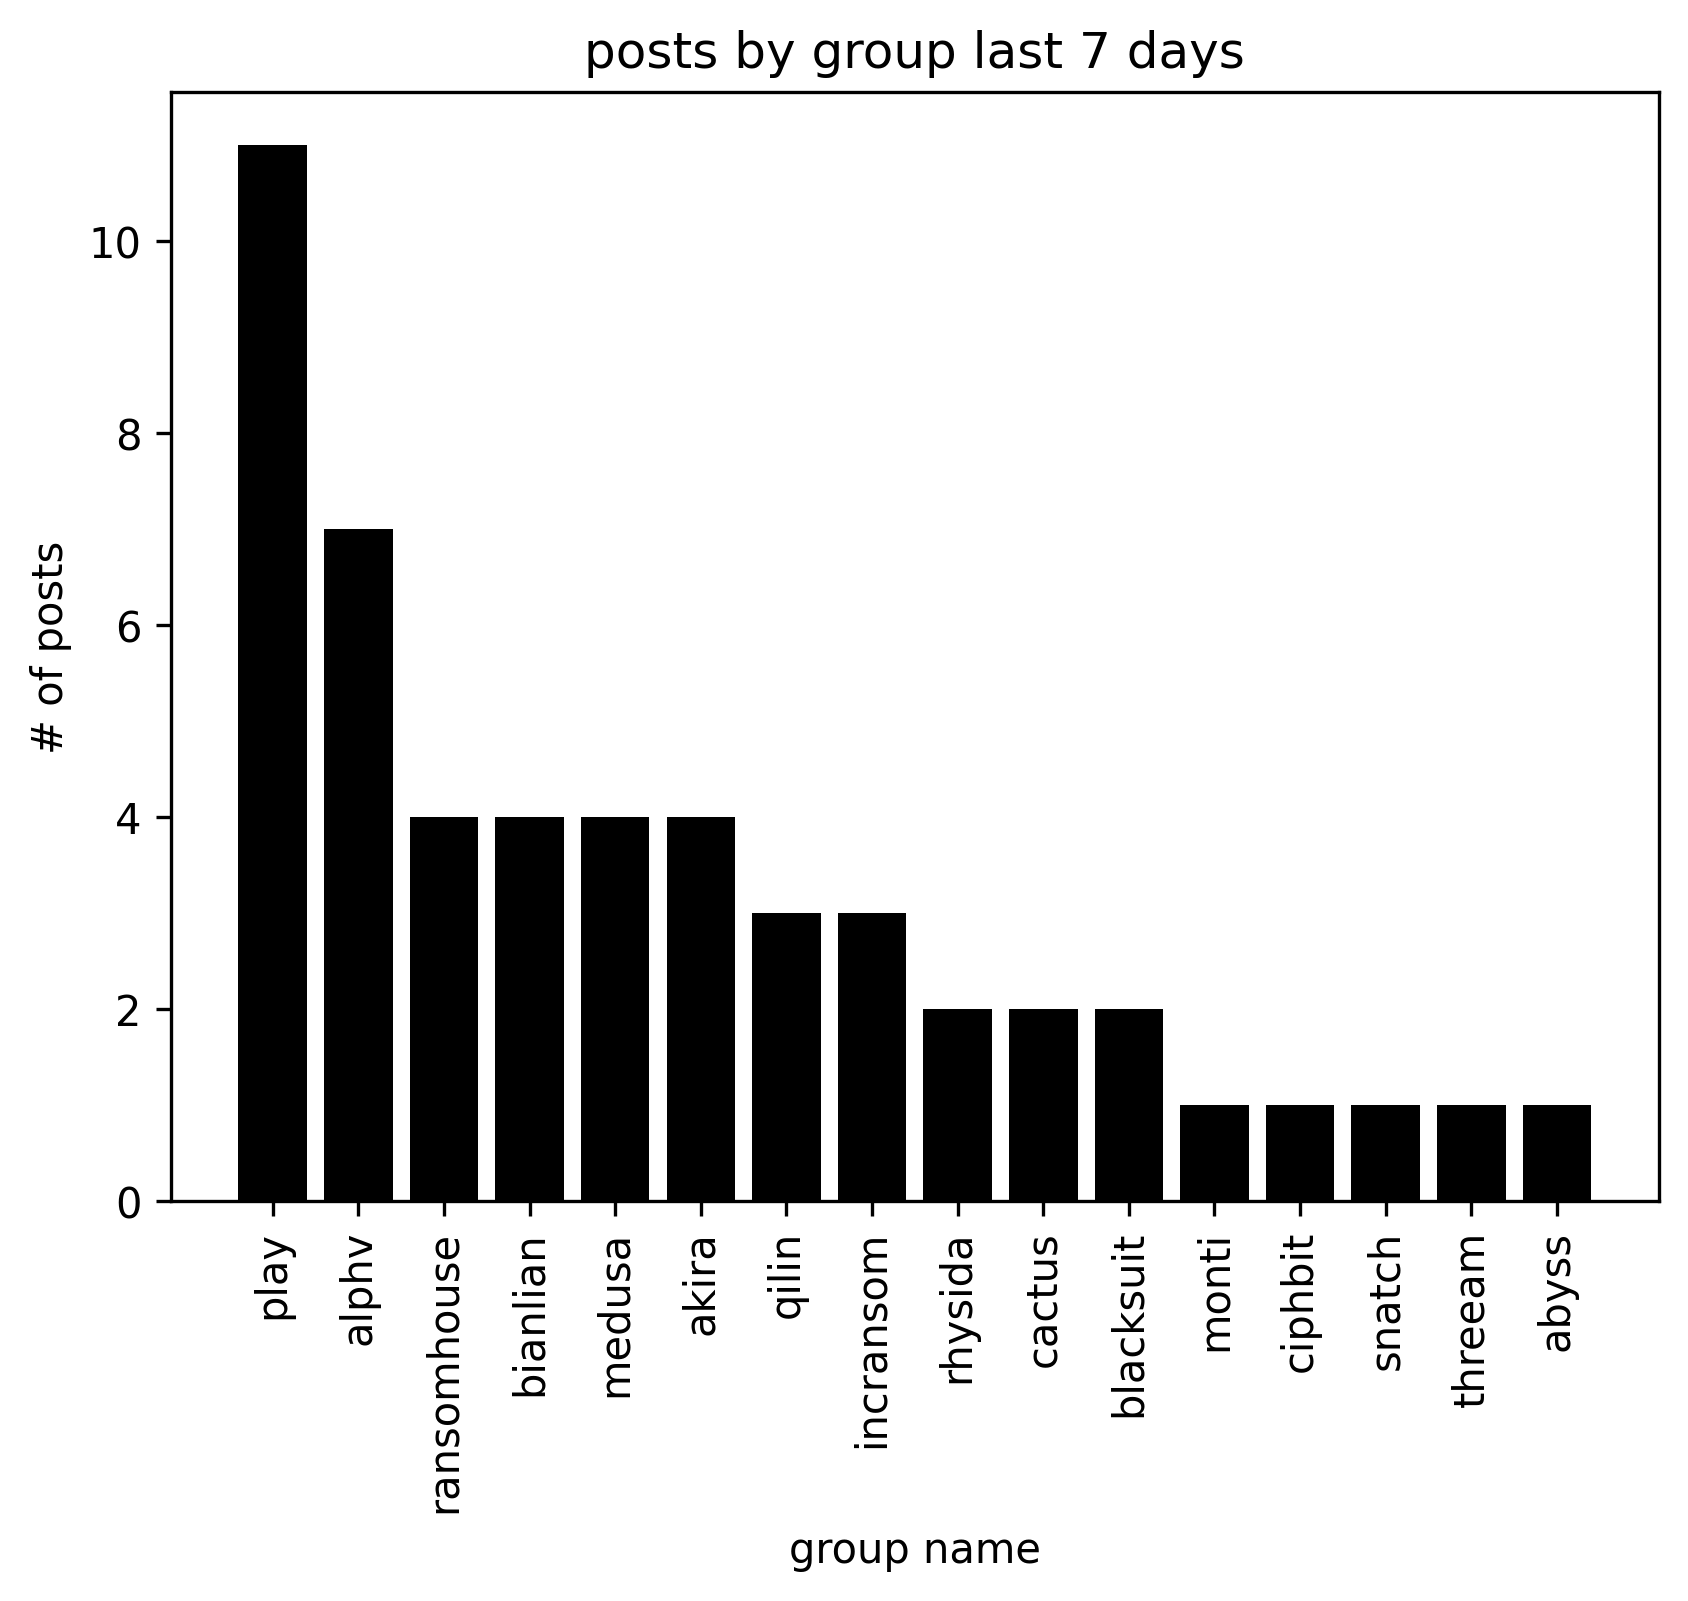 posts by group last 7 days
# of posts
10
8
6
4
2
0
play
alphv
ransomhouse
bianlian
medusa
akira
qilin
incransom
rhysida
cactus
blacksuit
monti
ciphbit
snatch
threeam
abyss
group name